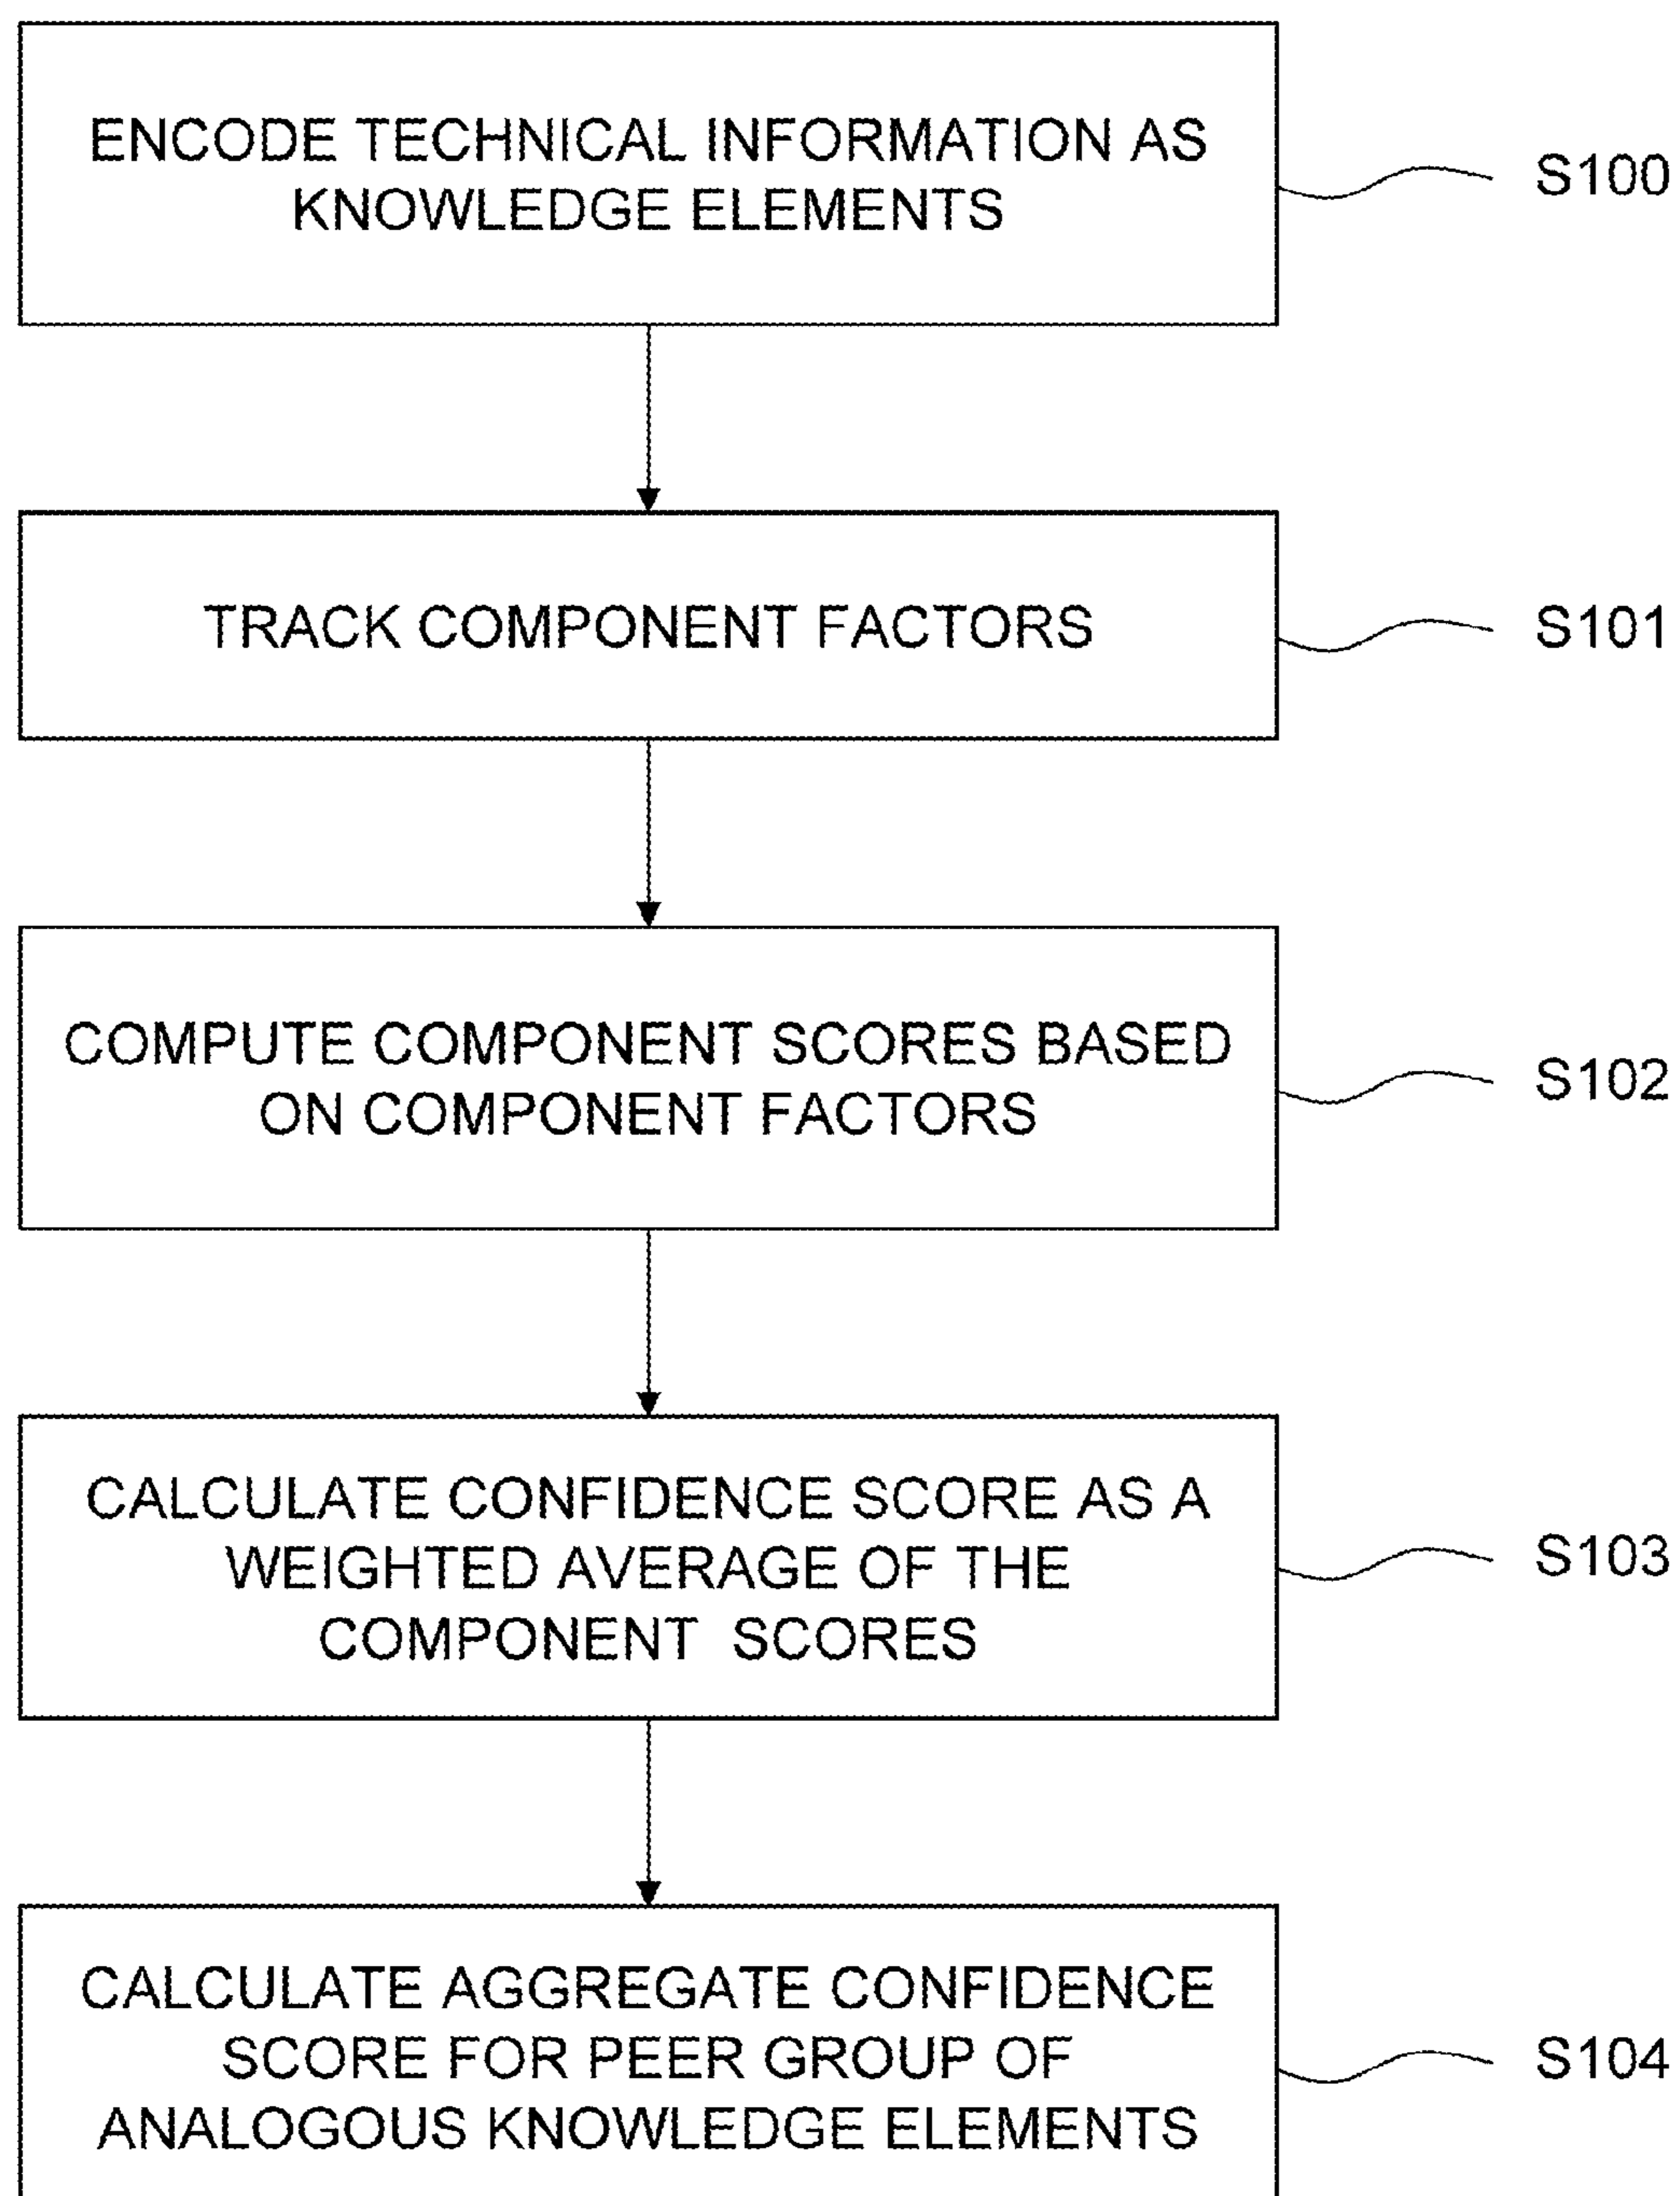 ENCODE TECHNICAL INFORMATION AS
KNOWLEDGE ELEMENTS
S100
TRACK COMPONENT FACTORS
S101
COMPUTE COMPONENT SCORES BASED
ON COMPONENT FACTORS
S102
CALCULATE CONFIDENCE SCORE AS A
WEIGHTED AVERAGE OF THE
COMPONENT SCORES
S103
CALCULATE AGGREGATE CONFIDENCE
SCORE FOR PEER GROUP OF
ANALOGOUS KNOWLEDGE ELEMENTS
S104